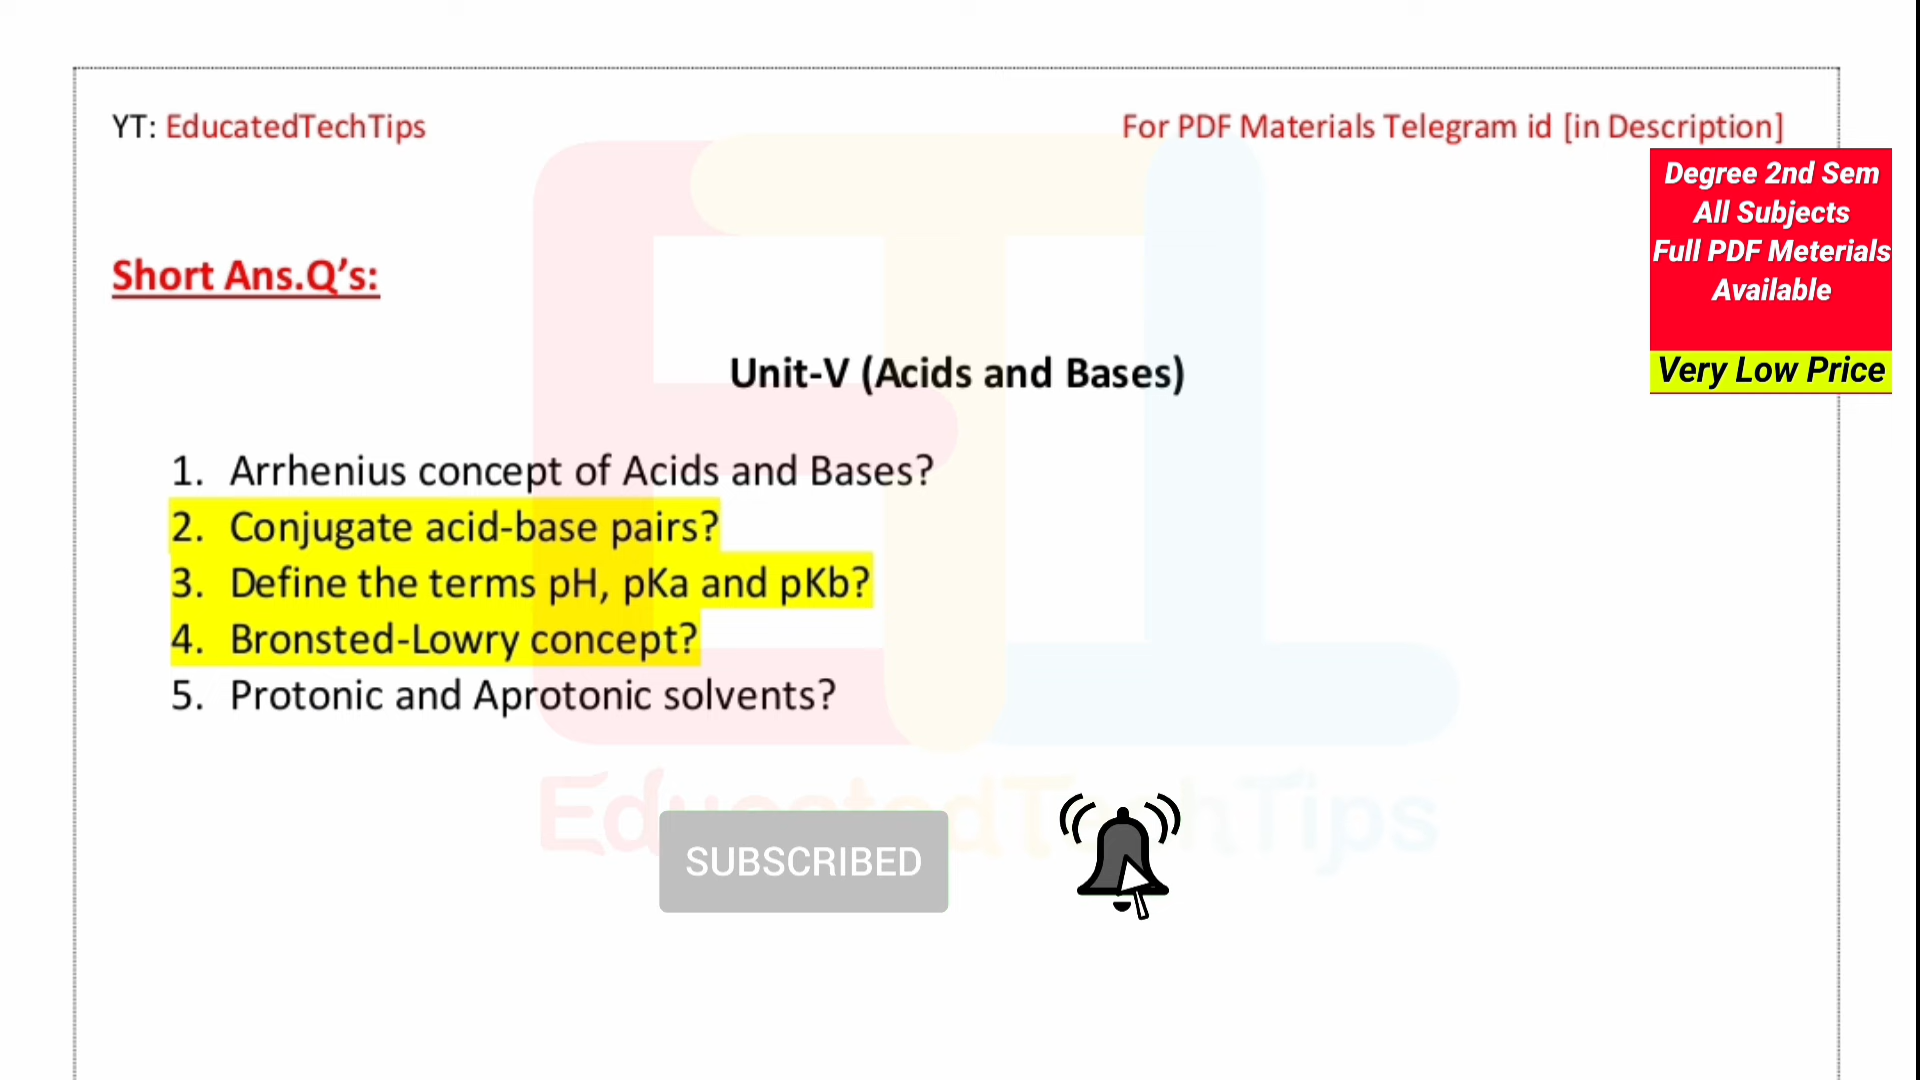 YT: EducatedTechTips
For PDF Materials Telegram id [in Description]
Degree 2nd Sem
All Subjects
Full PDF Meterials
Available
Very Low Price
Short Ans.Q’s:
Unit-V (Acids and Bases)
1. Arrhenius concept of Acids and Bases?
2. Conjugate acid-base pairs?
3. Define the terms pH, pKa and pKb?
4. Bronsted-Lowry concept?
5. Protonic and Aprotonic solvents?
EducatedTechTips
SUBSCRIBED